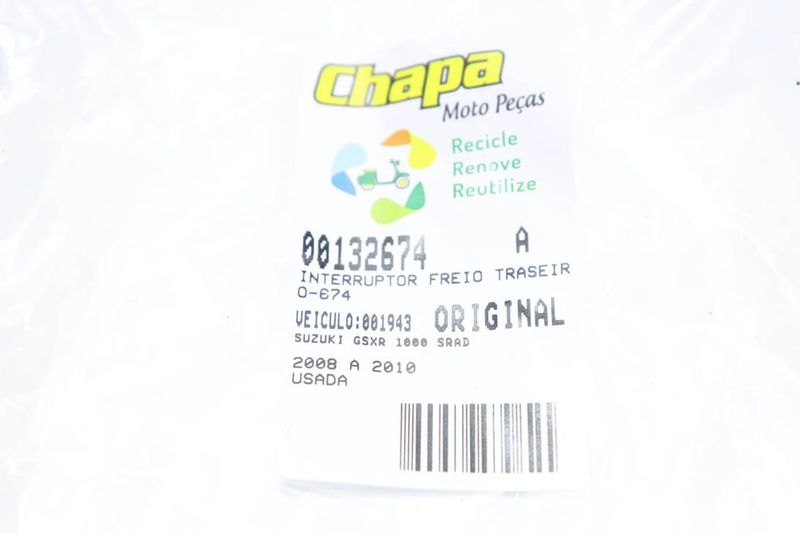 Chapa
Moto Peças
Recicle
Renove
Reutilize
00132674 A
INTERRUPTOR FREIO TRASEIR
O-674
VEICULO:001943 ORIGINAL
SUZUKI GSXR 1000 SRAD
2008 A 2010
USADA